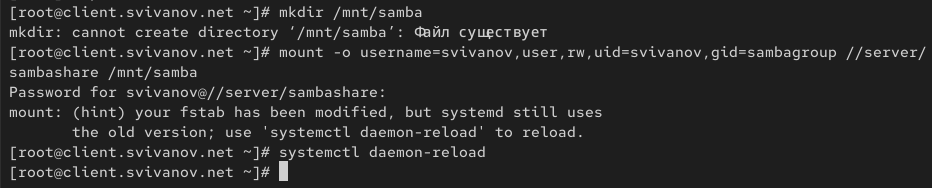 [root@client.svivanov.net ~]# mkdir /mnt/samba
mkdir: cannot create directory ‘/mnt/samba’: Файл существует
[root@client.svivanov.net ~]# mount -o username=svivanov,user,rw,uid=svivanov,gid=sambagroup //server/
sambashare /mnt/samba
Password for svivanov@//server/sambashare:
mount: (hint) your fstab has been modified, but systemd still uses
       the old version; use 'systemctl daemon-reload' to reload.
[root@client.svivanov.net ~]# systemctl daemon-reload
[root@client.svivanov.net ~]#